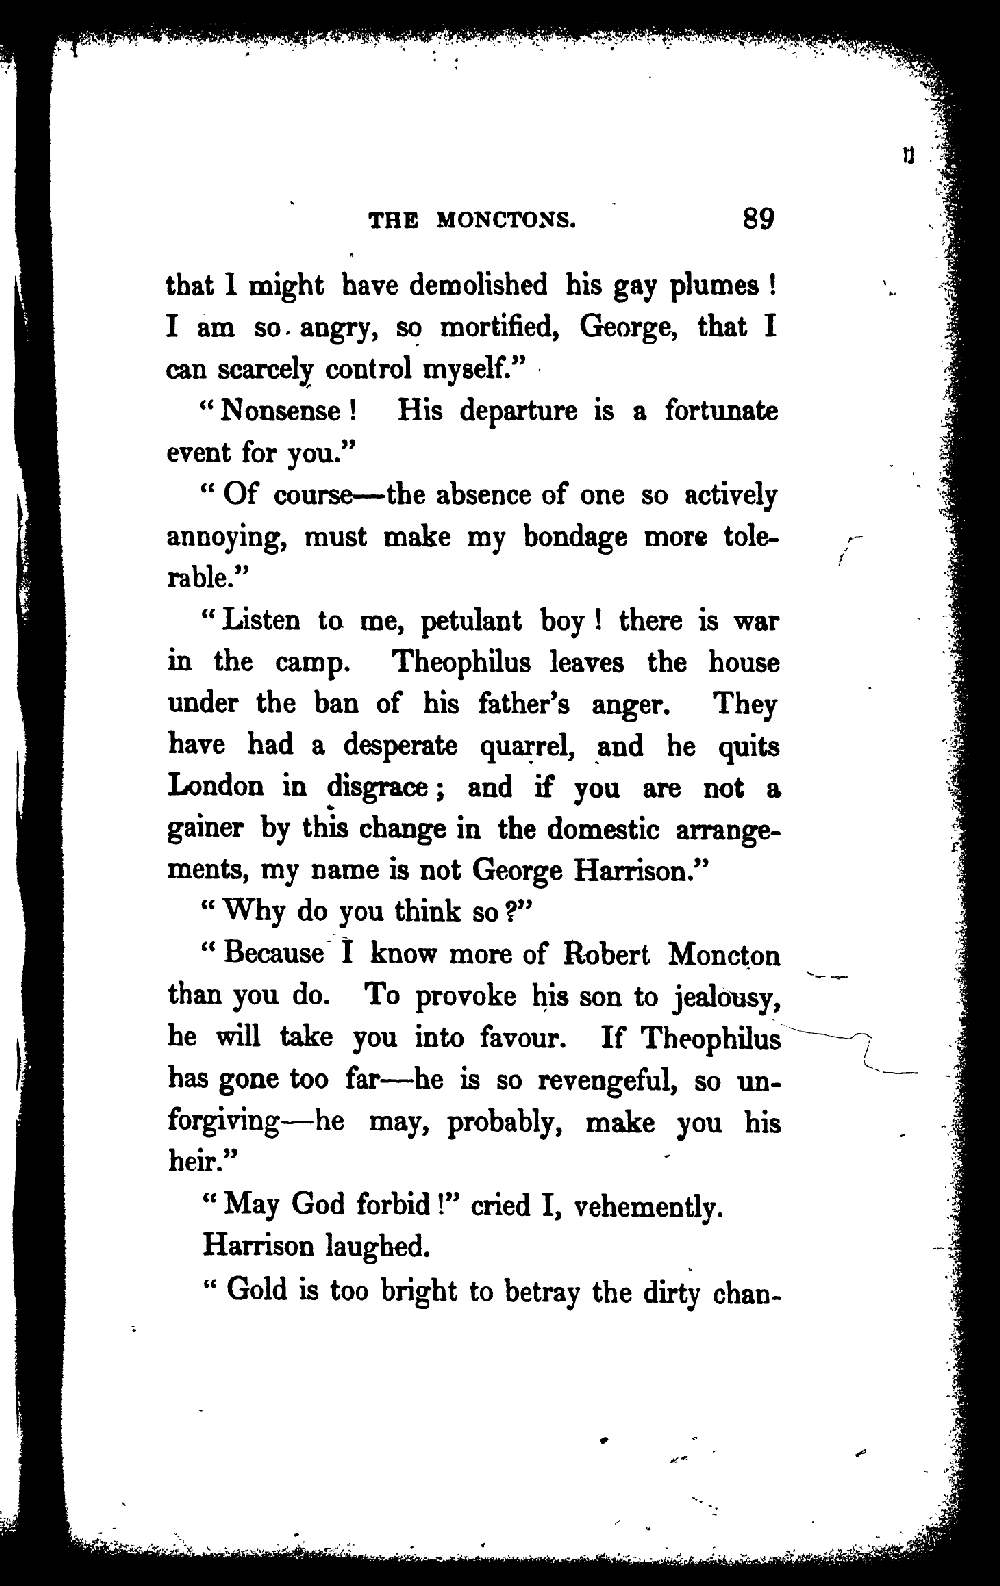 THE MONCTONS. 89
that I might have demolished his gay plumes !
I am so angry, so mortified, George, that I
can scarcely control myself.”
“ Nonsense ! His departure is a fortunate
event for you.”
“ Of course—the absence of one so actively
annoying, must make my bondage more tole-
rable.”
“ Listen to me, petulant boy ! there is war
in the camp. Theophilus leaves the house
under the ban of his father’s anger. They
have had a desperate quarrel, and he quits
London in disgrace ; and if you are not a
gainer by this change in the domestic arrange-
ments, my name is not George Harrison.”
“ Why do you think so ?”
“ Because I know more of Robert Moncton
than you do. To provoke his son to jealousy,
he will take you into favour. If Theophilus
has gone too far—he is so revengeful, so un-
forgiving—he may, probably, make you his
heir.”
“ May God forbid !” cried I, vehemently.
Harrison laughed.
“ Gold is too bright to betray the dirty chan-